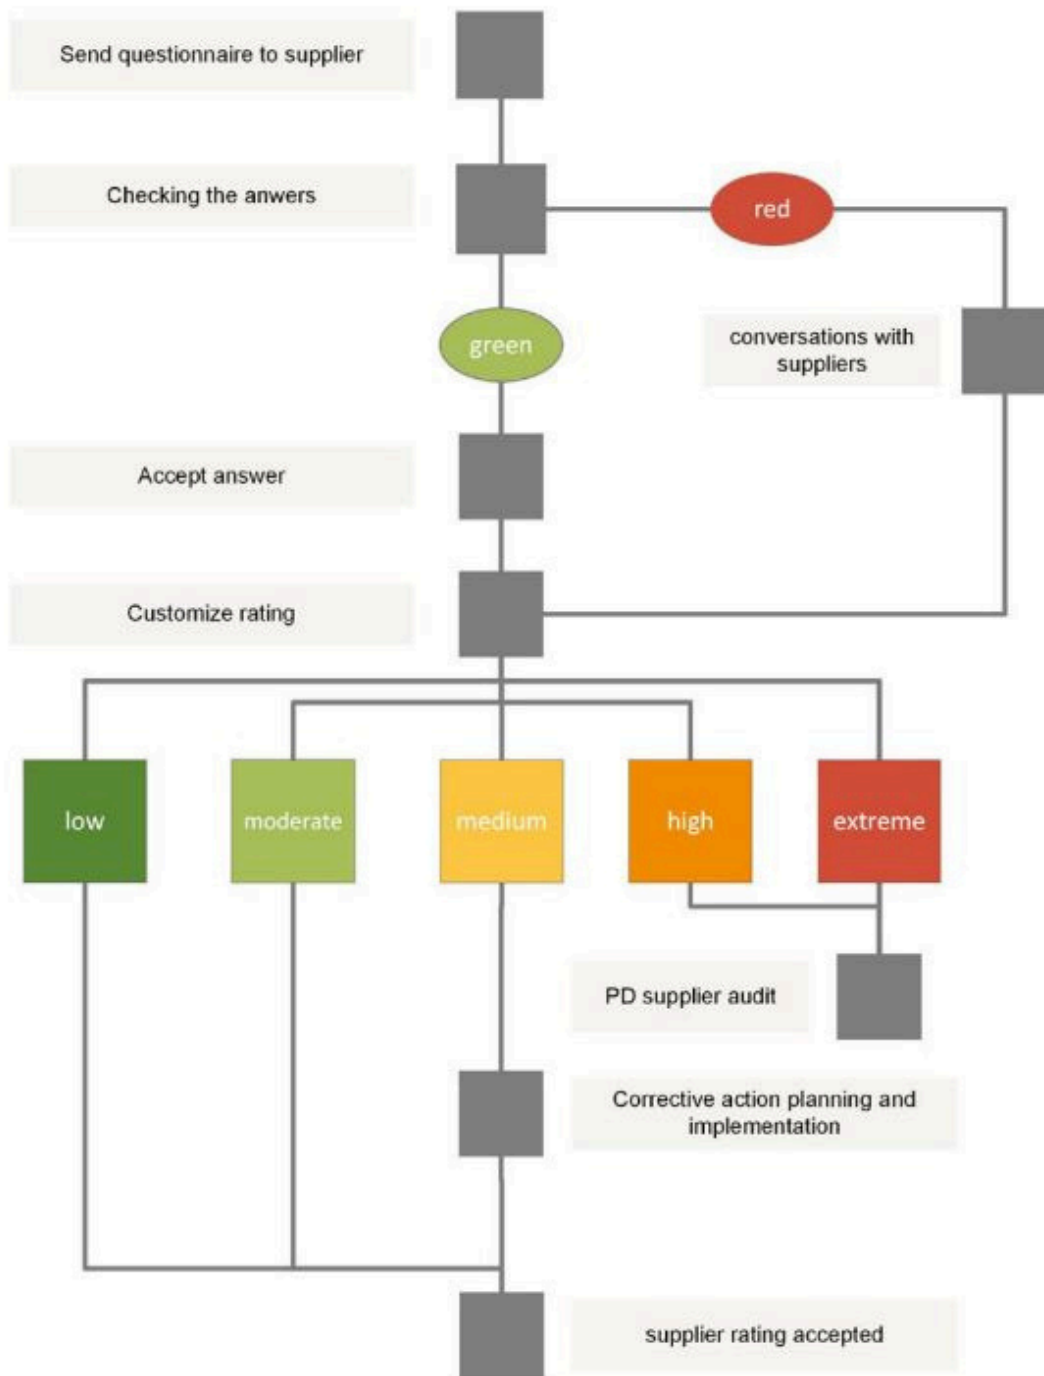 Send questionnaire to supplier
Checking the anwers
red
green
conversations with
suppliers
Accept answer
Customize rating
low
moderate
medium
high
extreme
PD supplier audit
Corrective action planning and
implementation
supplier rating accepted